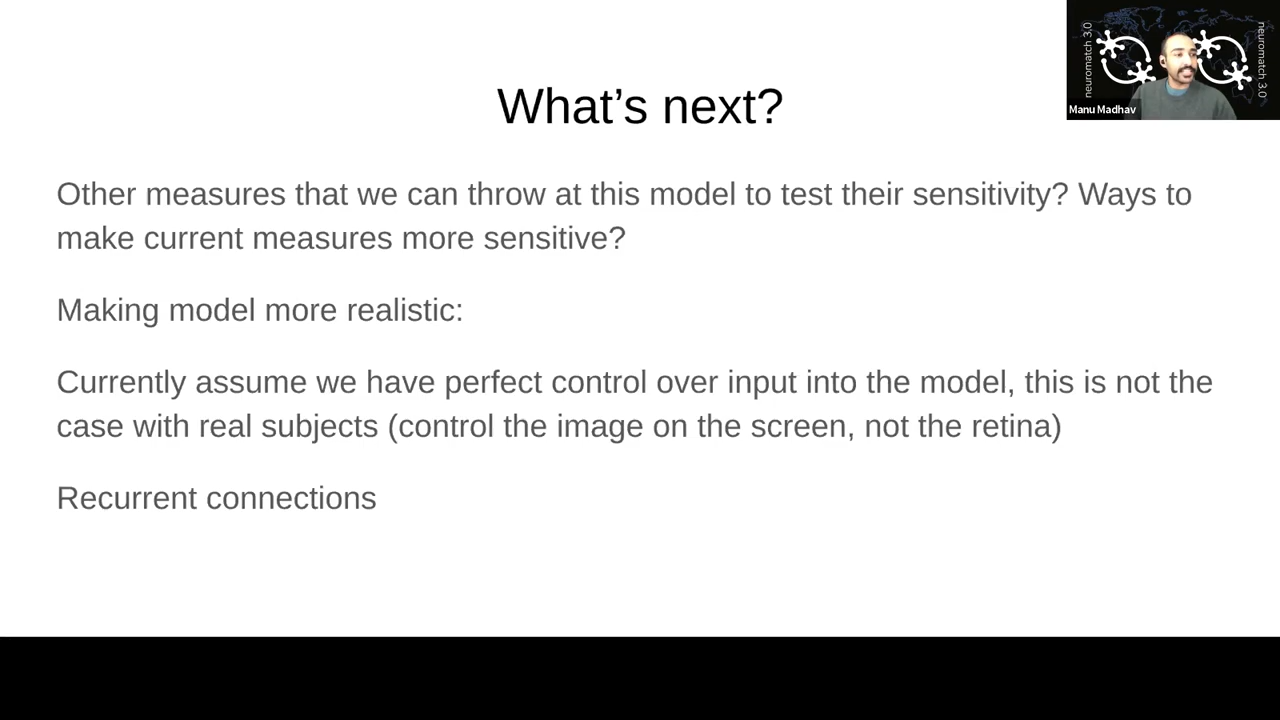 What’s next?
Other measures that we can throw at this model to test their sensitivity? Ways to
make current measures more sensitive?
Making model more realistic:
Currently assume we have perfect control over input into the model, this is not the
case with real subjects (control the image on the screen, not the retina)
Recurrent connections
neuromatch 3.0
neuromatch 3.0
Manu Madhav